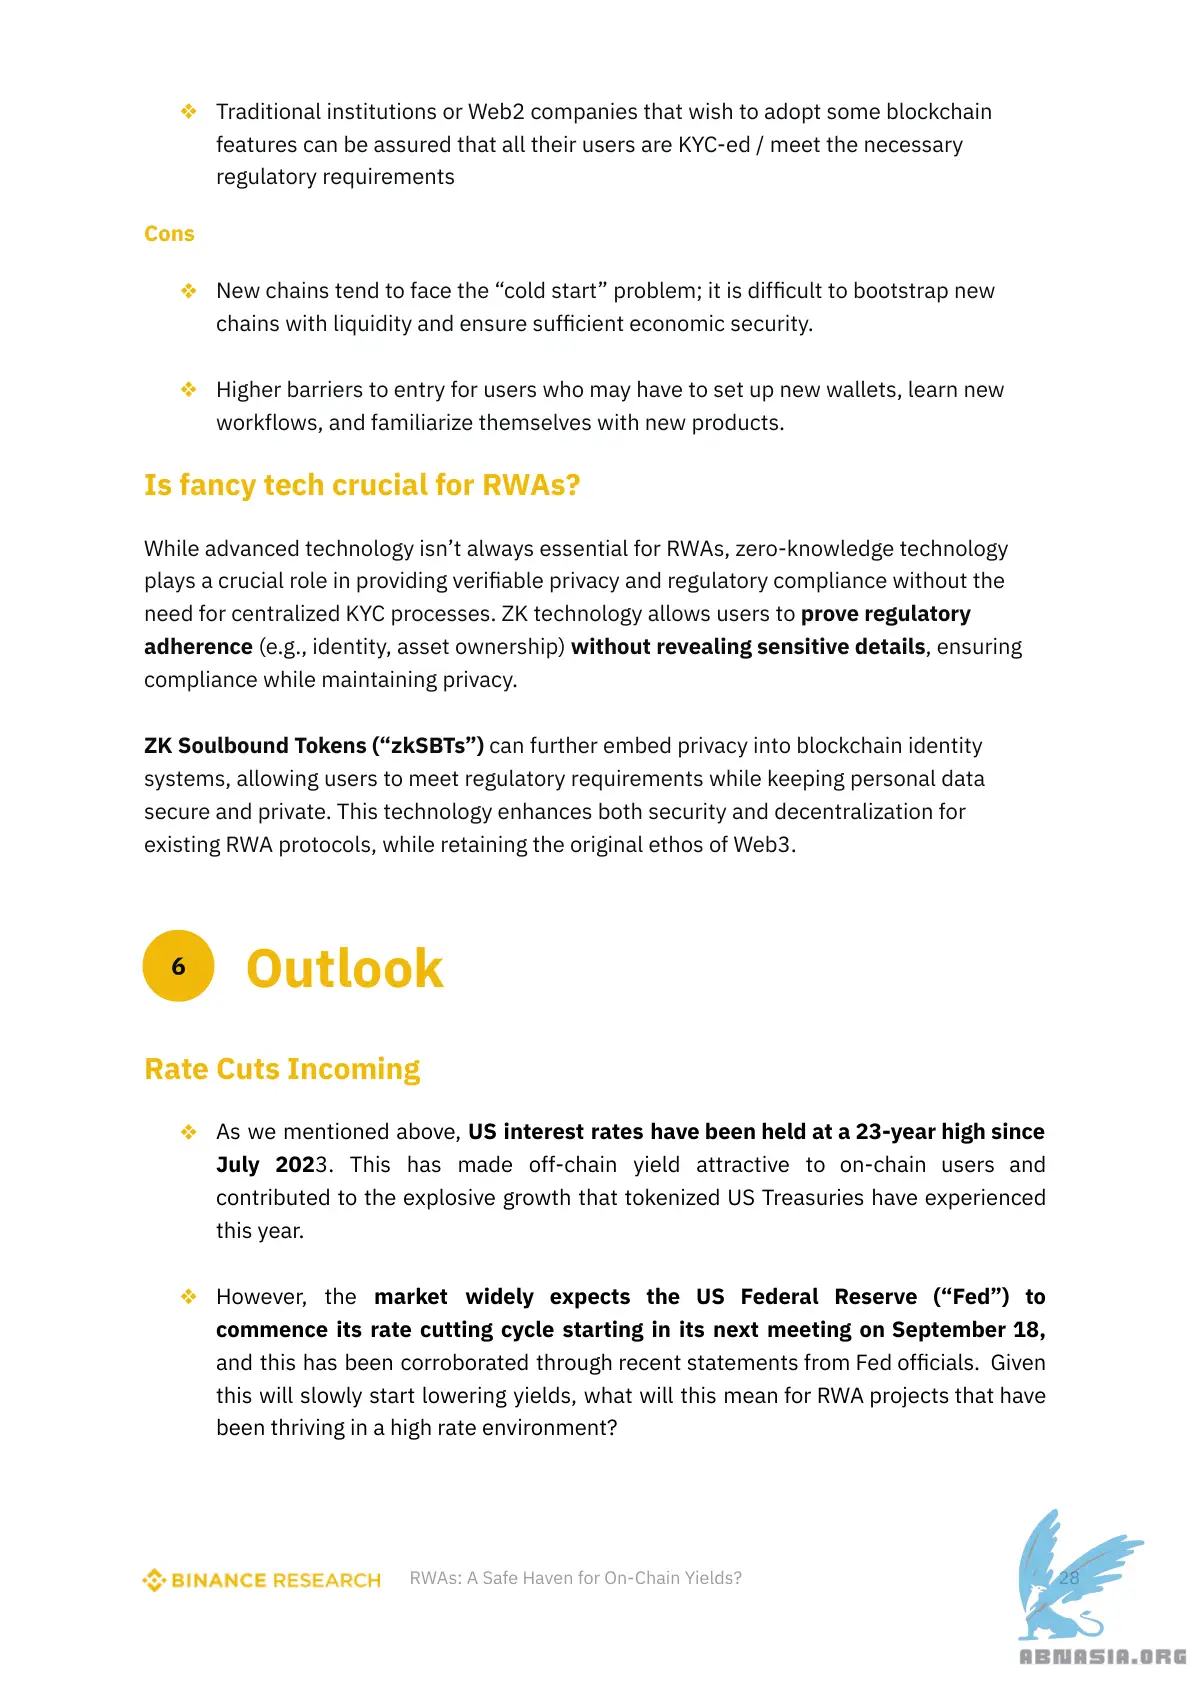 ❖ Traditional institutions or Web2 companies that wish to adopt some blockchain
features can be assured that all their users are KYC-ed / meet the necessary
regulatory requirements
Cons
❖ New chains tend to face the “cold start” problem; it is difficult to bootstrap new
chains with liquidity and ensure sufficient economic security.
❖ Higher barriers to entry for users who may have to set up new wallets, learn new
workflows, and familiarize themselves with new products.
Is fancy tech crucial for RWAs?
While advanced technology isn’t always essential for RWAs, zero-knowledge technology
plays a crucial role in providing verifiable privacy and regulatory compliance without the
need for centralized KYC processes. ZK technology allows users to prove regulatory
adherence (e.g., identity, asset ownership) without revealing sensitive details, ensuring
compliance while maintaining privacy.
ZK Soulbound Tokens (“zkSBTs”) can further embed privacy into blockchain identity
systems, allowing users to meet regulatory requirements while keeping personal data
secure and private. This technology enhances both security and decentralization for
existing RWA protocols, while retaining the original ethos of Web3.
6 Outlook
Rate Cuts Incoming
❖ As we mentioned above, US interest rates have been held at a 23-year high since
July 2023. This has made off-chain yield attractive to on-chain users and
contributed to the explosive growth that tokenized US Treasuries have experienced
this year.
❖ However, the market widely expects the US Federal Reserve (“Fed”) to
commence its rate cutting cycle starting in its next meeting on September 18,
and this has been corroborated through recent statements from Fed officials. Given
this will slowly start lowering yields, what will this mean for RWA projects that have
been thriving in a high rate environment?
BINANCE RESEARCH RWAs: A Safe Haven for On-Chain Yields? 28
ABNASIA.ORG